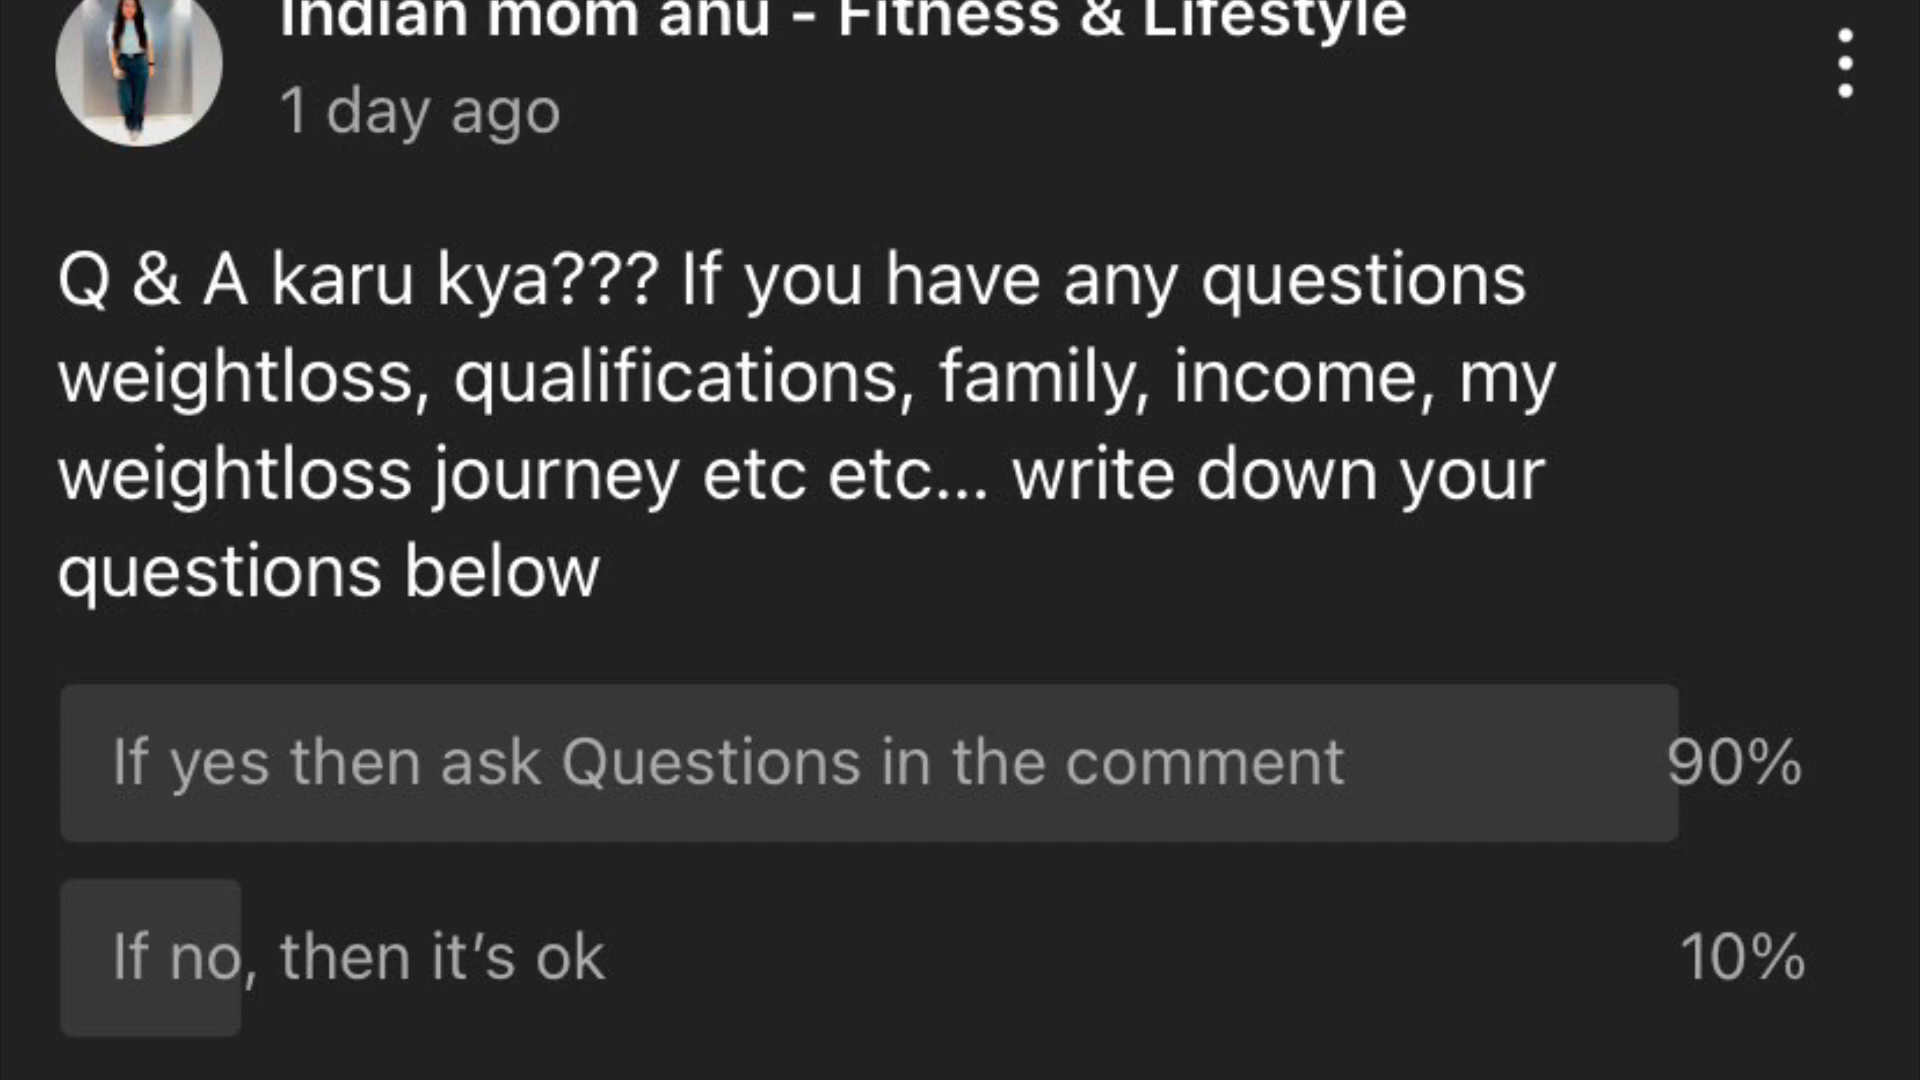 Indian mom anu - Fitness & Lifestyle
1 day ago
Q & A karu kya??? If you have any questions
weightloss, qualifications, family, income, my
weightloss journey etc etc... write down your
questions below
If yes then ask Questions in the comment 90%
If no, then it’s ok 10%